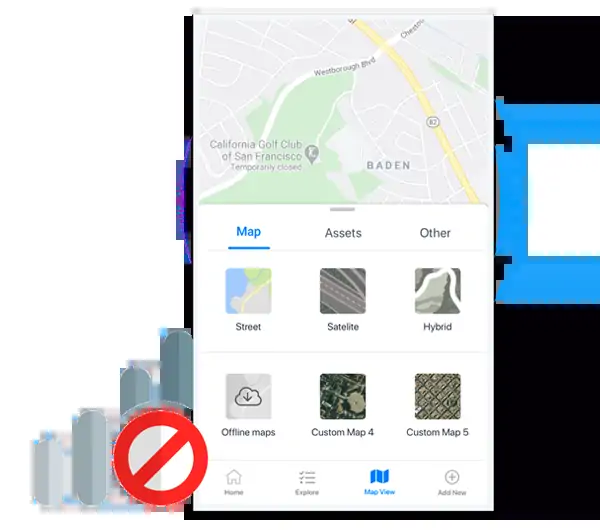 Chestnu
Westborough Blvd
82
California Golf Club
of San Francisco
Temporarily closed
BADEN
Map Assets Other
Street Satelite Hybrid
Offline maps Custom Map 4 Custom Map 5
Home Explore Map View Add New